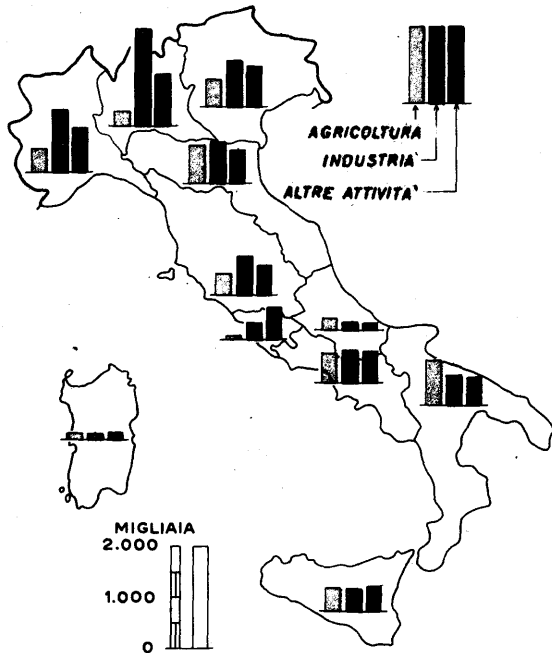 AGRICOLTURA
INDUSTRIA
ALTRE ATTIVITA'
MIGLIAIA
2.000
1.000
0